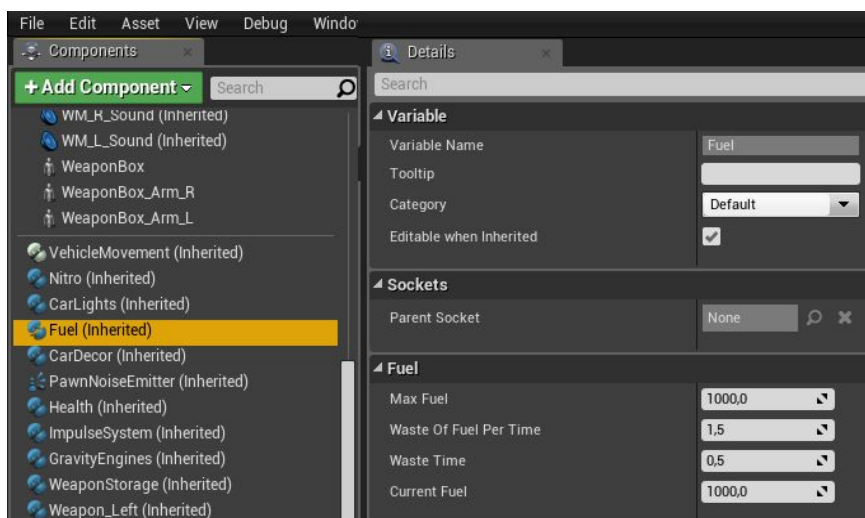 File Edit Asset View Debug Windo
Components
+ Add Component Search
WM_R_Sound (Inherited)
WM_L_Sound (Inherited)
WeaponBox
WeaponBox_Arm_R
WeaponBox_Arm_L
VehicleMovement (Inherited)
Nitro (Inherited)
CarLights (Inherited)
Fuel (Inherited)
CarDecor (Inherited)
PawnNoiseEmitter (Inherited)
Health (Inherited)
ImpulseSystem (Inherited)
GravityEngines (Inherited)
WeaponStorage (Inherited)
Weapon_Left (Inherited)
Details
Search
Variable
Variable Name Fuel
Tooltip
Category Default
Editable when Inherited
Sockets
Parent Socket None
Fuel
Max Fuel 1000,0
Waste Of Fuel Per Time 1,5
Waste Time 0,5
Current Fuel 1000,0